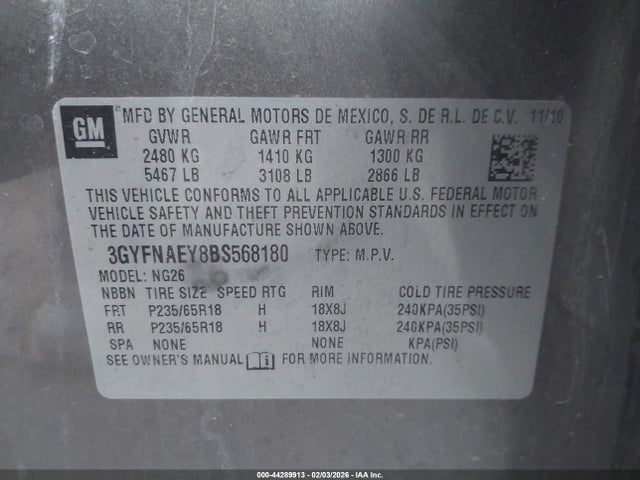 GM
MFD BY GENERAL MOTORS DE MEXICO, S. DE R.L. DE C.V. 11/10
GVWR GAWR FRT GAWR RR
2480 KG 1410 KG 1300 KG
5467 LB 3108 LB 2866 LB
THIS VEHICLE CONFORMS TO ALL APPLICABLE U.S. FEDERAL MOTOR
VEHICLE SAFETY AND THEFT PREVENTION STANDARDS IN EFFECT ON
THE DATE OF MANUFACTURE SHOWN ABOVE.
3GYFNAEY8BS568180 TYPE: M.P.V.
MODEL: NG26
NBBN TIRE SIZE SPEED RTG RIM COLD TIRE PRESSURE
FRT P235/65R18 H 18X8J 240KPA(35PSI)
RR P235/65R18 H 18X8J 240KPA(35PSI)
SPA NONE NONE KPA(PSI)
SEE OWNER'S MANUAL FOR MORE INFORMATION.
000-44289913 - 02/03/2026 - IAA Inc.